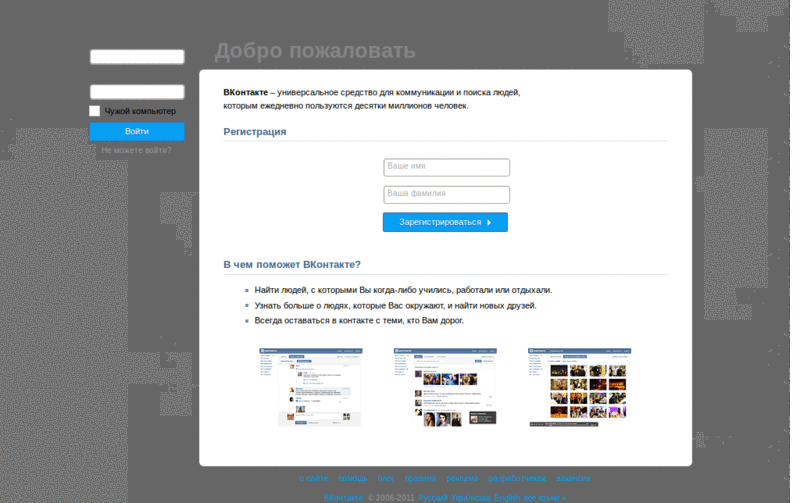 Добро пожаловать
Чужой компьютер
Войти
Не можете войти?
ВКонтакте – универсальное средство для коммуникации и поиска людей,
которым ежедневно пользуются десятки миллионов человек.
Регистрация
Ваше имя
Ваша фамилия
Зарегистрироваться
В чем поможет ВКонтакте?
Найти людей, с которыми Вы когда-либо учились, работали или отдыхали.
Узнать больше о людях, которые Вас окружают, и найти новых друзей.
Всегда оставаться в контакте с теми, кто Вам дорог.
о сайте помощь блог правила реклама разработчикам вакансии
ВКонтакте © 2006-2011 Русский Українська English все языки »